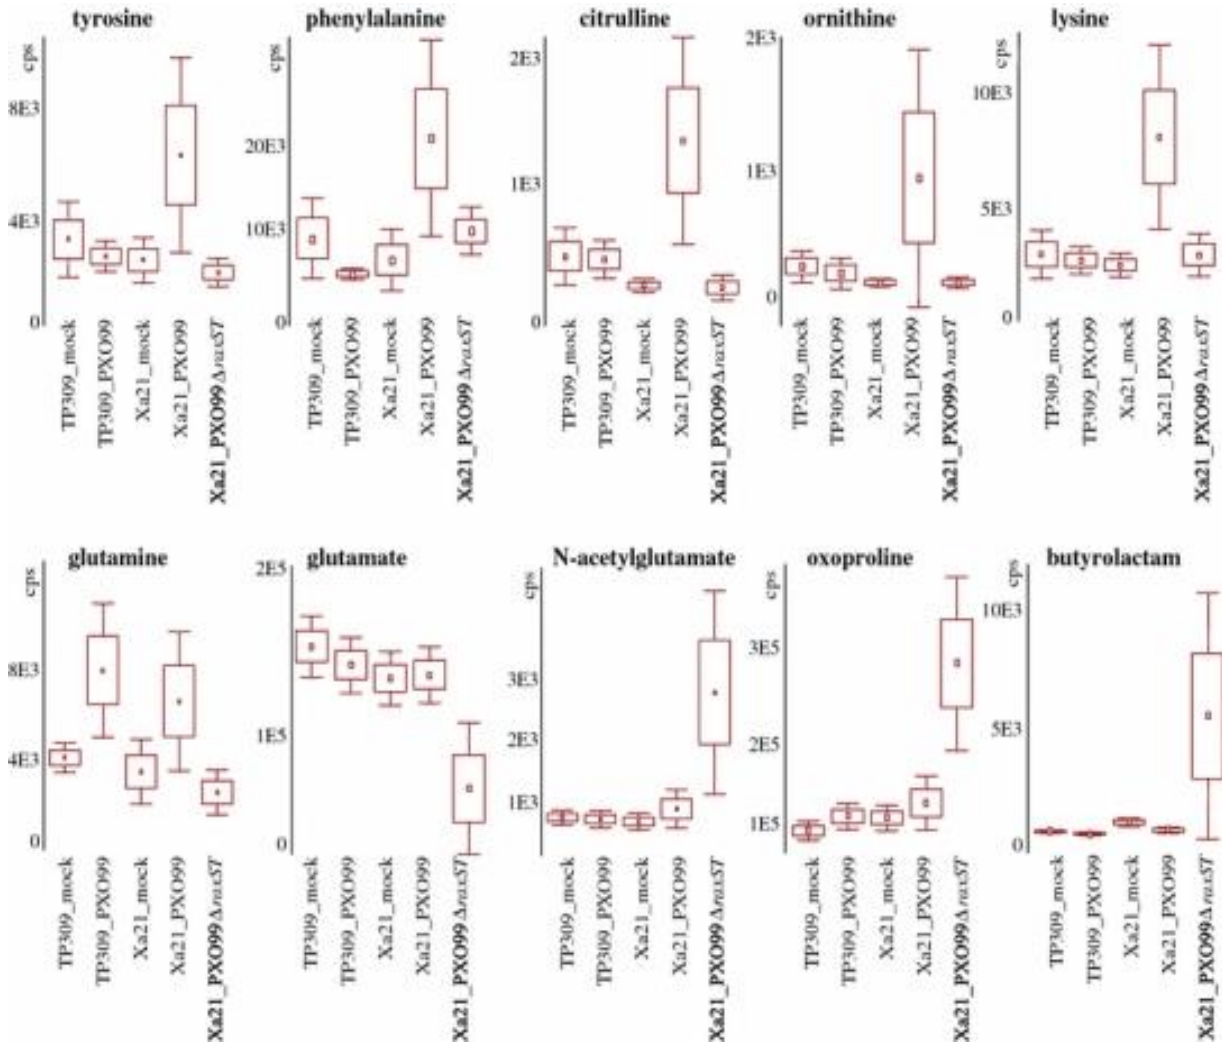 tyrosine phenylalanine citrulline ornithine lysine
cps
8E3
4E3
0
20E3
10E3
0
2E3
1E3
0
2E3
1E3
0
cps
10E3
5E3
0
TP309_mock
TP309_PXO99
Xa21_mock
Xa21_PXO99
Xa21_PXO99ΔraxST
TP309_mock
TP309_PXO99
Xa21_mock
Xa21_PXO99
Xa21_PXO99ΔraxST
TP309_mock
TP309_PXO99
Xa21_mock
Xa21_PXO99
Xa21_PXO99ΔraxST
TP309_mock
TP309_PXO99
Xa21_mock
Xa21_PXO99
Xa21_PXO99ΔraxST
TP309_mock
TP309_PXO99
Xa21_mock
Xa21_PXO99
Xa21_PXO99ΔraxST
glutamine glutamate N-acetylglutamate oxoproline butyrolactam
cps
8E3
4E3
0
2E5
1E5
0
cps
3E3
2E3
1E3
cps
3E5
2E5
1E5
cps
10E3
5E3
0
TP309_mock
TP309_PXO99
Xa21_mock
Xa21_PXO99
Xa21_PXO99ΔraxST
TP309_mock
TP309_PXO99
Xa21_mock
Xa21_PXO99
Xa21_PXO99ΔraxST
TP309_mock
TP309_PXO99
Xa21_mock
Xa21_PXO99
Xa21_PXO99ΔraxST
TP309_mock
TP309_PXO99
Xa21_mock
Xa21_PXO99
Xa21_PXO99ΔraxST
TP309_mock
TP309_PXO99
Xa21_mock
Xa21_PXO99
Xa21_PXO99ΔraxST